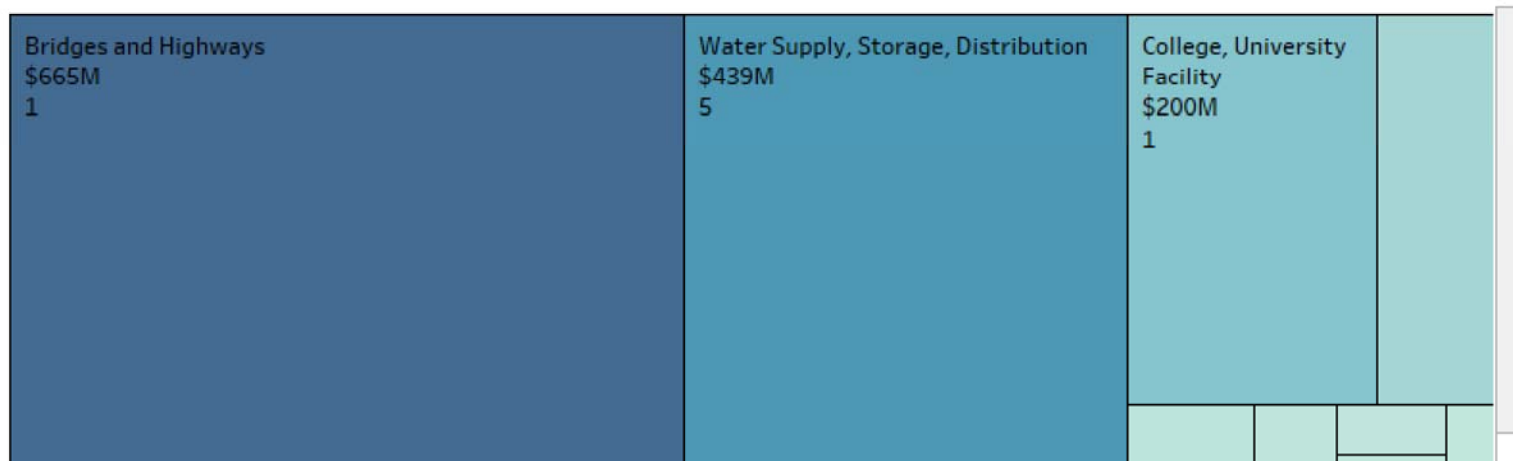 Bridges and Highways
$665M
1
Water Supply, Storage, Distribution
$439M
5
College, University
Facility
$200M
1